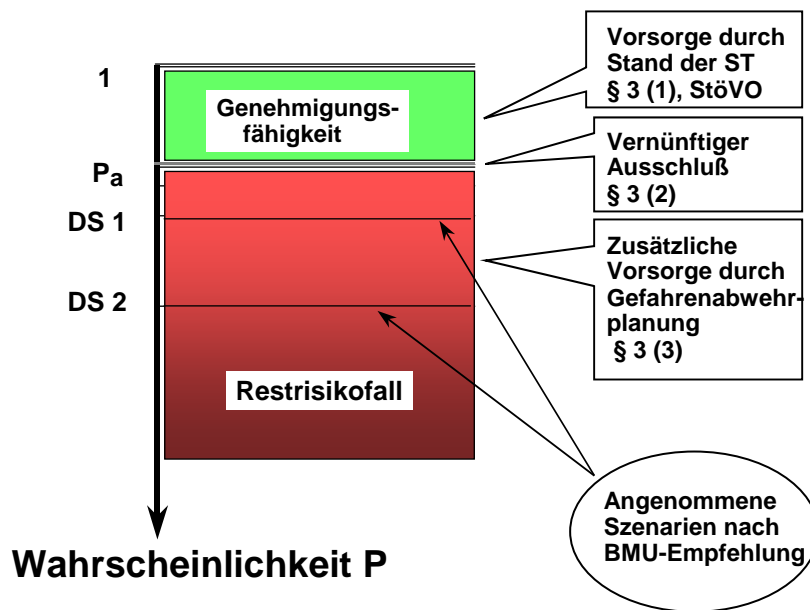 1
Genehmigungs-
fähigkeit
Pa
DS 1
DS 2
Restrisikofall
Wahrscheinlichkeit P
Vorsorge durch
Stand der ST
§ 3 (1), StöVO
Vernünftiger
Ausschluß
§ 3 (2)
Zusätzliche
Vorsorge durch
Gefahrenabwehr-
planung
§ 3 (3)
Angenommene
Szenarien nach
BMU-Empfehlung